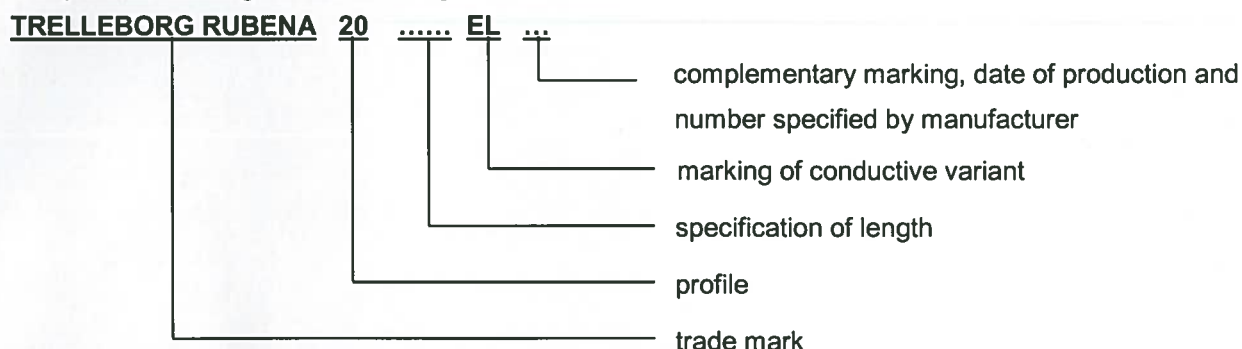 TRELLEBORG RUBENA 20 ...... EL ...
complementary marking, date of production and
number specified by manufacturer
marking of conductive variant
specification of length
profile
trade mark